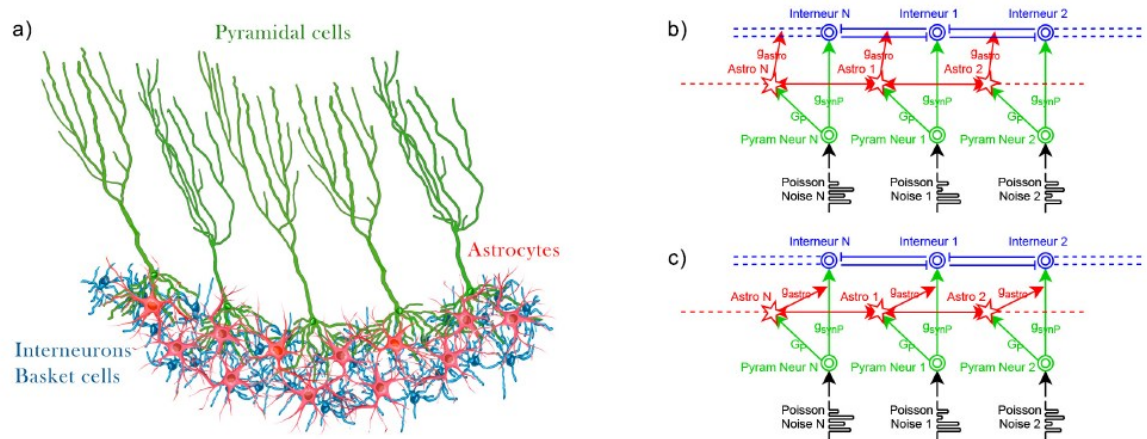 a)
Pyramidal cells
Astrocytes
Interneurons
Basket cells
b)
Interneur N
Interneur 1
Interneur 2
gastro
gastro
gastro
Astro N
Astro 1
Astro 2
gsynP
gsynP
gsynP
GP
GP
GP
Pyram Neur N
Pyram Neur 1
Pyram Neur 2
Poisson
Noise N
Poisson
Noise 1
Poisson
Noise 2
c)
Interneur N
Interneur 1
Interneur 2
Astro N
gastro
Astro 1
gastro
Astro 2
gastro
gsynP
gsynP
gsynP
GP
GP
GP
Pyram Neur N
Pyram Neur 1
Pyram Neur 2
Poisson
Noise N
Poisson
Noise 1
Poisson
Noise 2